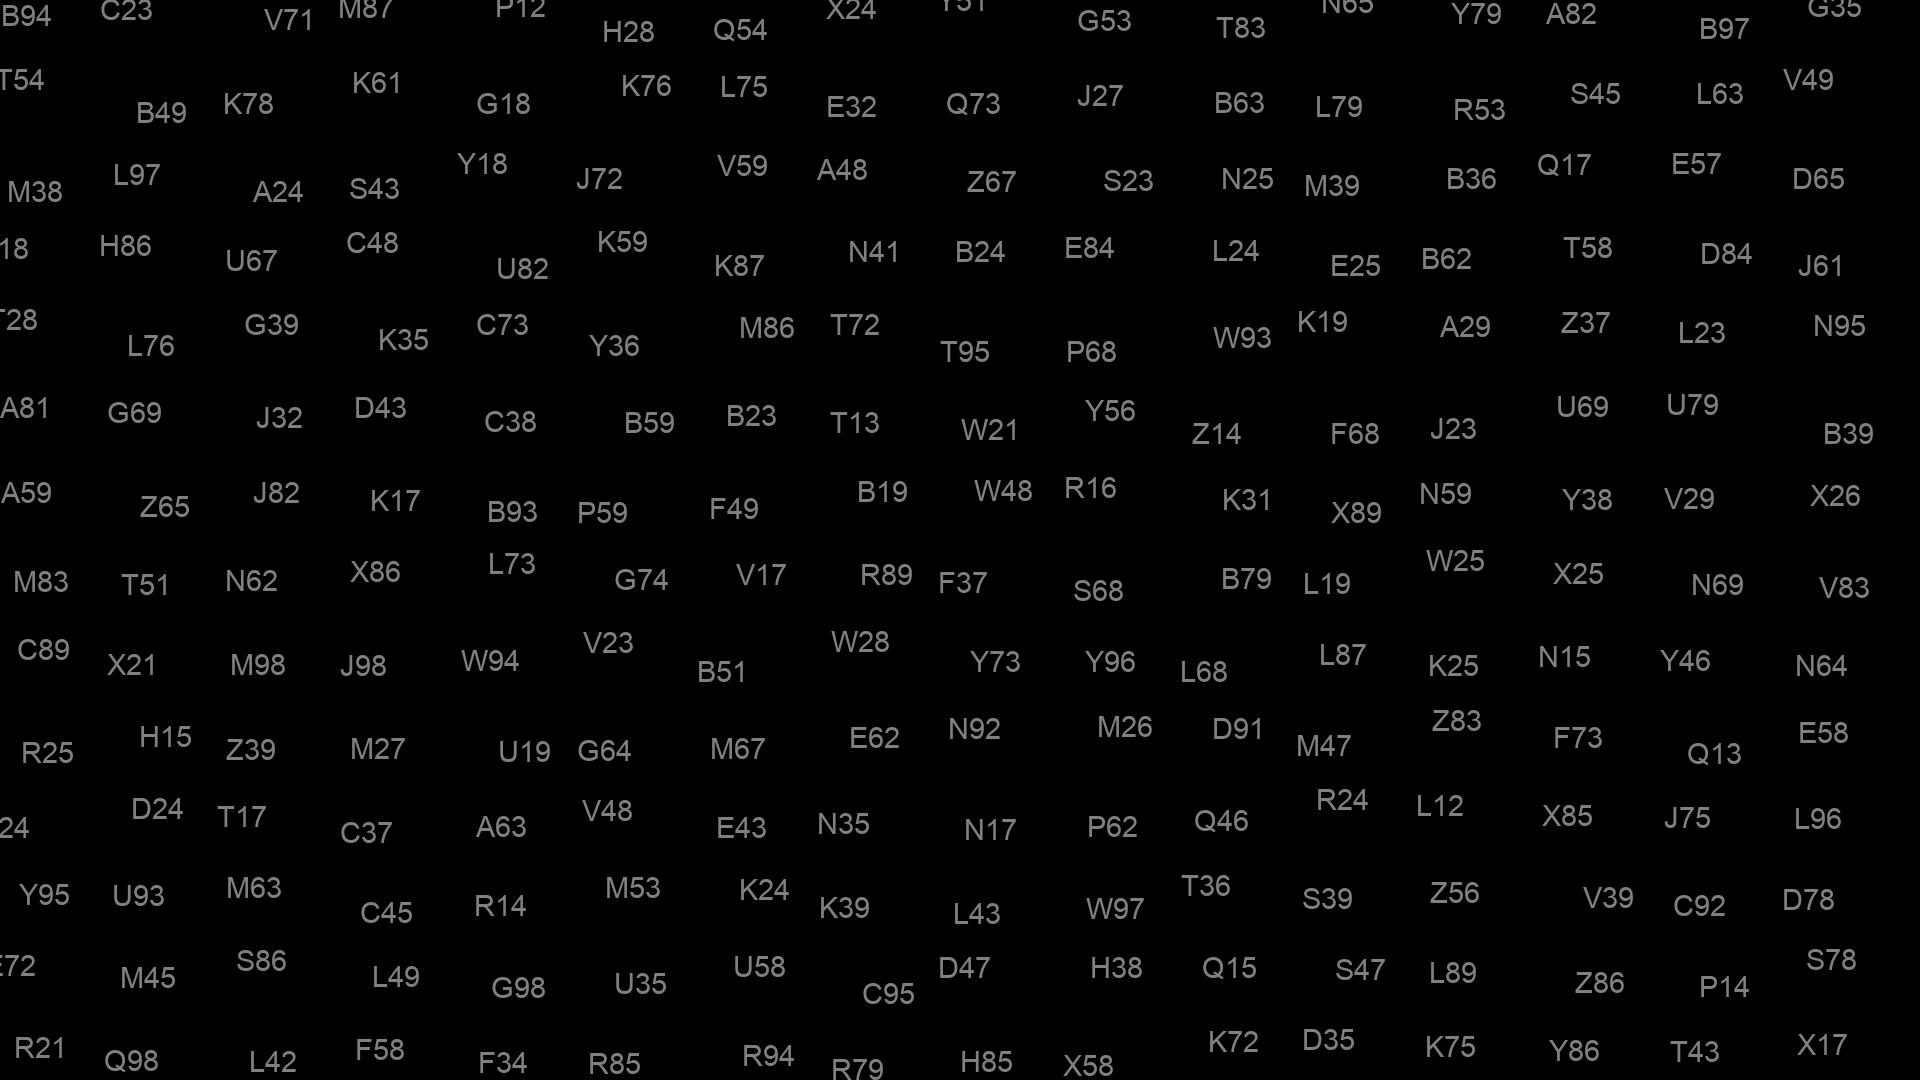 B94 C23 V71 M87 P12 H28 Q54 X24 Y51 G53 T83 N65 Y79 A82 B97 G35
T54 B49 K78 K61 G18 K76 L75 E32 Q73 J27 B63 L79 R53 S45 L63 V49
M38 L97 A24 S43 Y18 J72 V59 A48 Z67 S23 N25 M39 B36 Q17 E57 D65
18 H86 U67 C48 U82 K59 K87 N41 B24 E84 L24 E25 B62 T58 D84 J61
T28 L76 G39 K35 C73 Y36 M86 T72 T95 P68 W93 K19 A29 Z37 L23 N95
A81 G69 J32 D43 C38 B59 B23 T13 W21 Y56 Z14 F68 J23 U69 U79 B39
A59 Z65 J82 K17 B93 P59 F49 B19 W48 R16 K31 X89 N59 Y38 V29 X26
M83 T51 N62 X86 L73 G74 V17 R89 F37 S68 B79 L19 W25 X25 N69 V83
C89 X21 M98 J98 W94 V23 B51 W28 Y73 Y96 L68 L87 K25 N15 Y46 N64
R25 H15 Z39 M27 U19 G64 M67 E62 N92 M26 D91 M47 Z83 F73 Q13 E58
24 D24 T17 C37 A63 V48 E43 N35 N17 P62 Q46 R24 L12 X85 J75 L96
Y95 U93 M63 C45 R14 M53 K24 K39 L43 W97 T36 S39 Z56 V39 C92 D78
72 M45 S86 L49 G98 U35 U58 C95 D47 H38 Q15 S47 L89 Z86 P14 S78
R21 Q98 L42 F58 F34 R85 R94 R79 H85 X58 K72 D35 K75 Y86 T43 X17